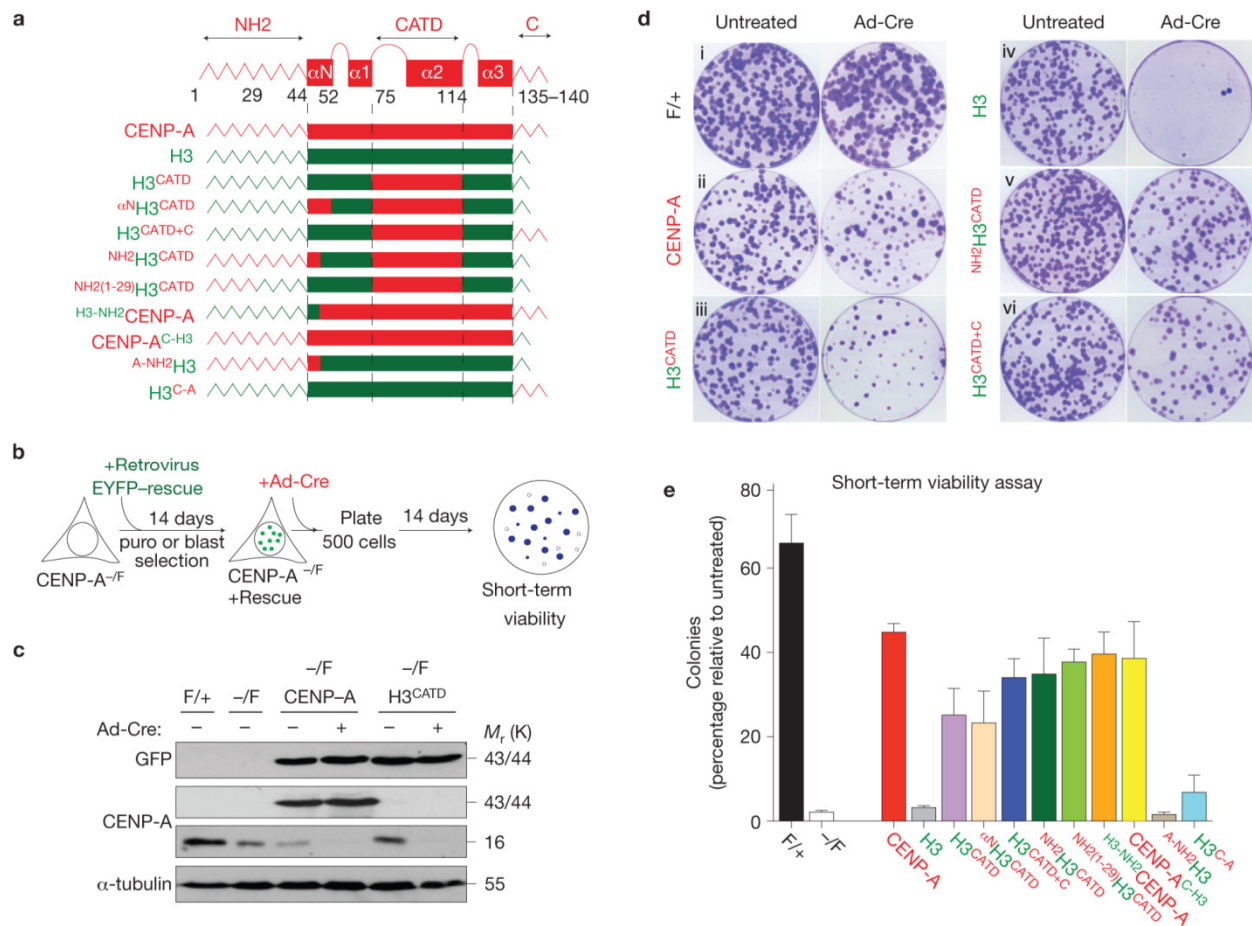 a
NH2 CATD C
αN α1 α2 α3
1 29 44 52 75 114 135–140
CENP-A
H3
H3CATD
αNH3CATD
H3CATD+C
NH2H3CATD
NH2(1-29)H3CATD
H3-NH2CENP-A
CENP-AC-H3
A-NH2H3
H3C-A
b
+Retrovirus
EYFP–rescue
14 days
puro or blast
selection
CENP-A–/F
+Ad-Cre
CENP-A –/F
+Rescue
Plate
500 cells
14 days
Short-term
viability
c
F/+ –/F –/F CENP–A –/F H3CATD
Ad-Cre: – – – + – + Mr (K)
GFP 43/44
CENP-A 43/44
16
α-tubulin 55
d
Untreated Ad-Cre Untreated Ad-Cre
i F/+
ii CENP-A
iii H3CATD
iv H3
v NH2H3CATD
vi H3CATD+C
e
Short-term viability assay
Colonies
(percentage relative to untreated)
80
60
40
20
0
F/+
–/F
CENP-A
H3
H3CATD
αNH3CATD
H3CATD+C
NH2H3CATD
NH2(1-29)H3CATD
H3-NH2CENP-A
CENP-AC-H3
A-NH2H3
H3C-A